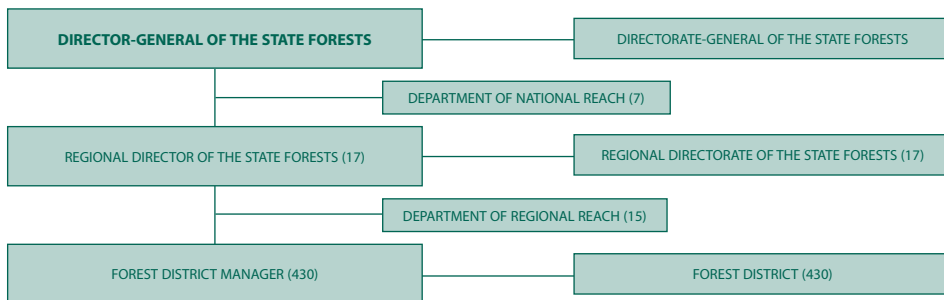 DIRECTOR-GENERAL OF THE STATE FORESTS
DIRECTORATE-GENERAL OF THE STATE FORESTS
DEPARTMENT OF NATIONAL REACH (7)
REGIONAL DIRECTOR OF THE STATE FORESTS (17)
REGIONAL DIRECTORATE OF THE STATE FORESTS (17)
DEPARTMENT OF REGIONAL REACH (15)
FOREST DISTRICT MANAGER (430)
FOREST DISTRICT (430)